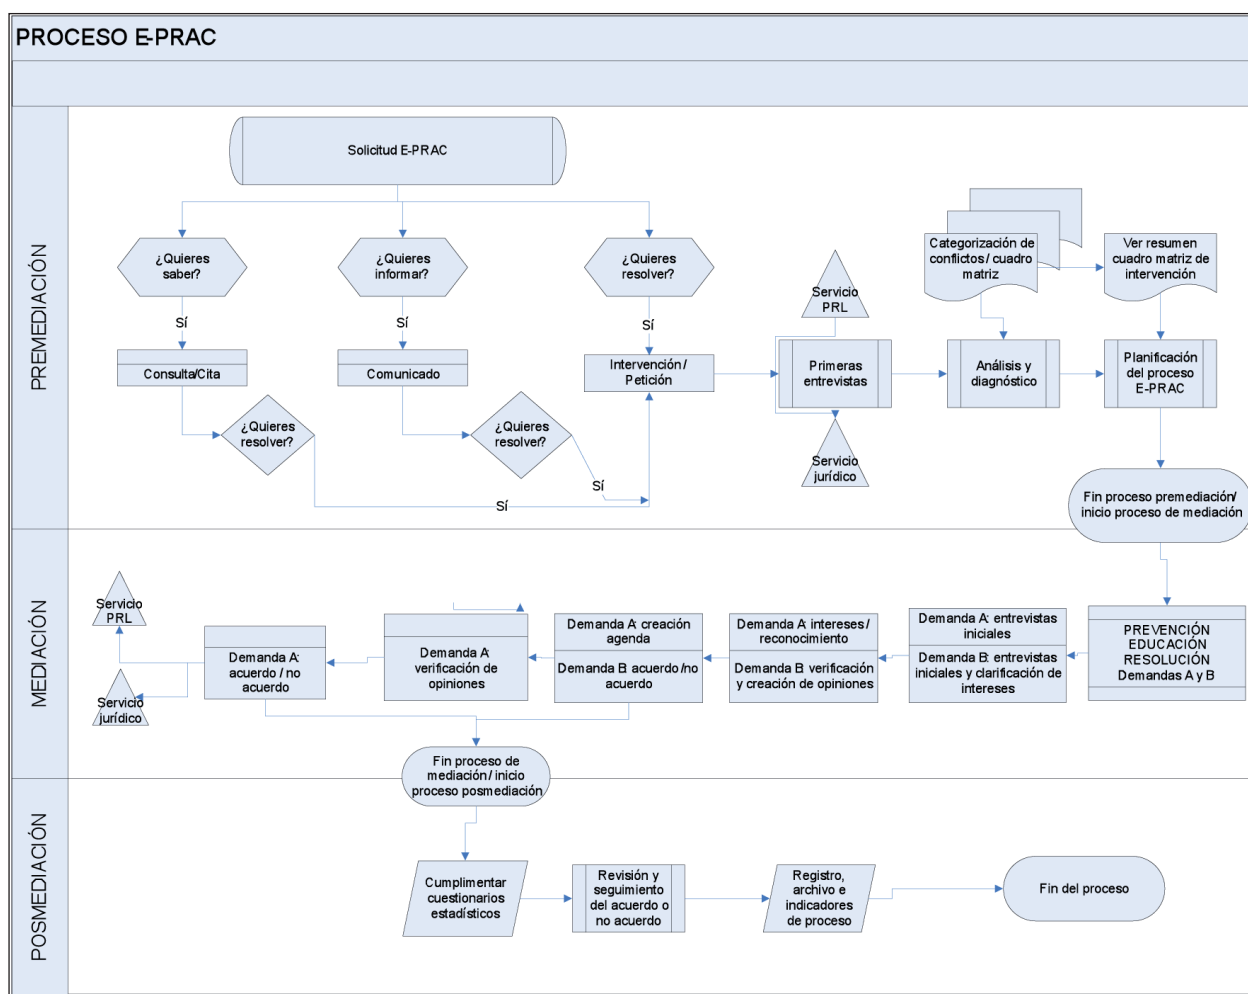 PROCESO E-PRAC
PREMEDIACIÓN
Solicitud E-PRAC
¿Quieres
saber?
¿Quieres
informar?
¿Quieres
resolver?
Sí
Sí
Sí
Consulta/Cita
Comunicado
Intervención /
Petición
¿Quieres
resolver?
¿Quieres
resolver?
Sí
Sí
Servicio
PRL
Primeras
entrevistas
Servicio
jurídico
Categorización de
conflictos / cuadro
matriz
Ver resumen
cuadro matriz de
intervención
Análisis y
diagnóstico
Planificación
del proceso
E-PRAC
Fin proceso premediación/
inicio proceso de mediación
MEDIACIÓN
PREVENCIÓN
EDUCACIÓN
RESOLUCIÓN
Demandas A y B
Demanda A: entrevistas
iniciales
Demanda B: entrevistas
iniciales y clarificación de
intereses
Demanda A: intereses /
reconocimiento
Demanda B: verificación
y creación de opiniones
Demanda A: creación
agenda
Demanda B: acuerdo /no
acuerdo
Demanda A:
verificación de
opiniones
Demanda A:
acuerdo / no
acuerdo
Servicio
PRL
Servicio
jurídico
Fin proceso de
mediación / inicio
proceso posmediación
POSMEDIACIÓN
Cumplimentar
cuestionarios
estadísticos
Revisión y
seguimiento
del acuerdo o
no acuerdo
Registro,
archivo e
indicadores
de proceso
Fin del proceso